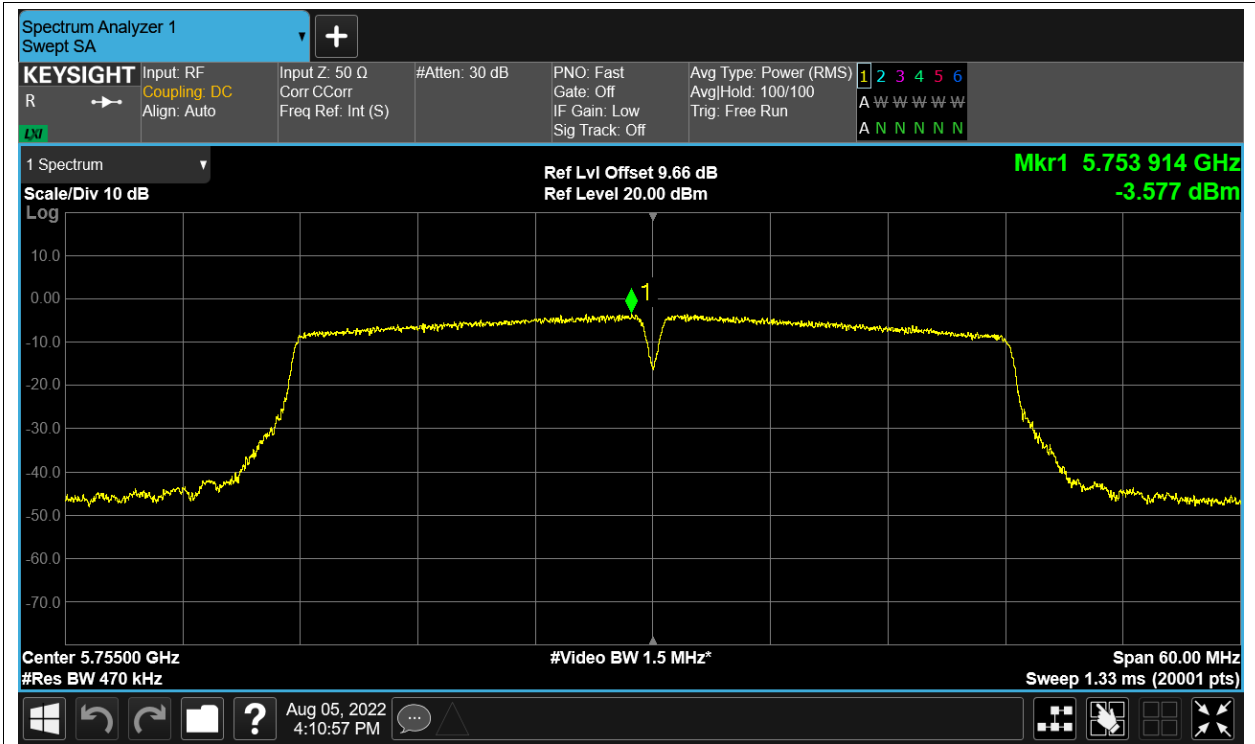 Spectrum Analyzer 1
Swept SA
KEYSIGHT
R
LXI
Input: RF
Coupling: DC
Align: Auto
Input Z: 50 Ω
Corr CCorr
Freq Ref: Int (S)
#Atten: 30 dB
PNO: Fast
Gate: Off
IF Gain: Low
Sig Track: Off
Avg Type: Power (RMS)
Avg|Hold: 100/100
Trig: Free Run
1 2 3 4 5 6
A W W W W W
A N N N N N
1 Spectrum
Scale/Div 10 dB
Log
Ref Lvl Offset 9.66 dB
Ref Level 20.00 dBm
Mkr1 5.753 914 GHz
-3.577 dBm
10.0
0.00
1
-10.0
-20.0
-30.0
-40.0
-50.0
-60.0
-70.0
Center 5.75500 GHz
#Res BW 470 kHz
#Video BW 1.5 MHz*
Span 60.00 MHz
Sweep 1.33 ms (20001 pts)
?
Aug 05, 2022
4:10:57 PM